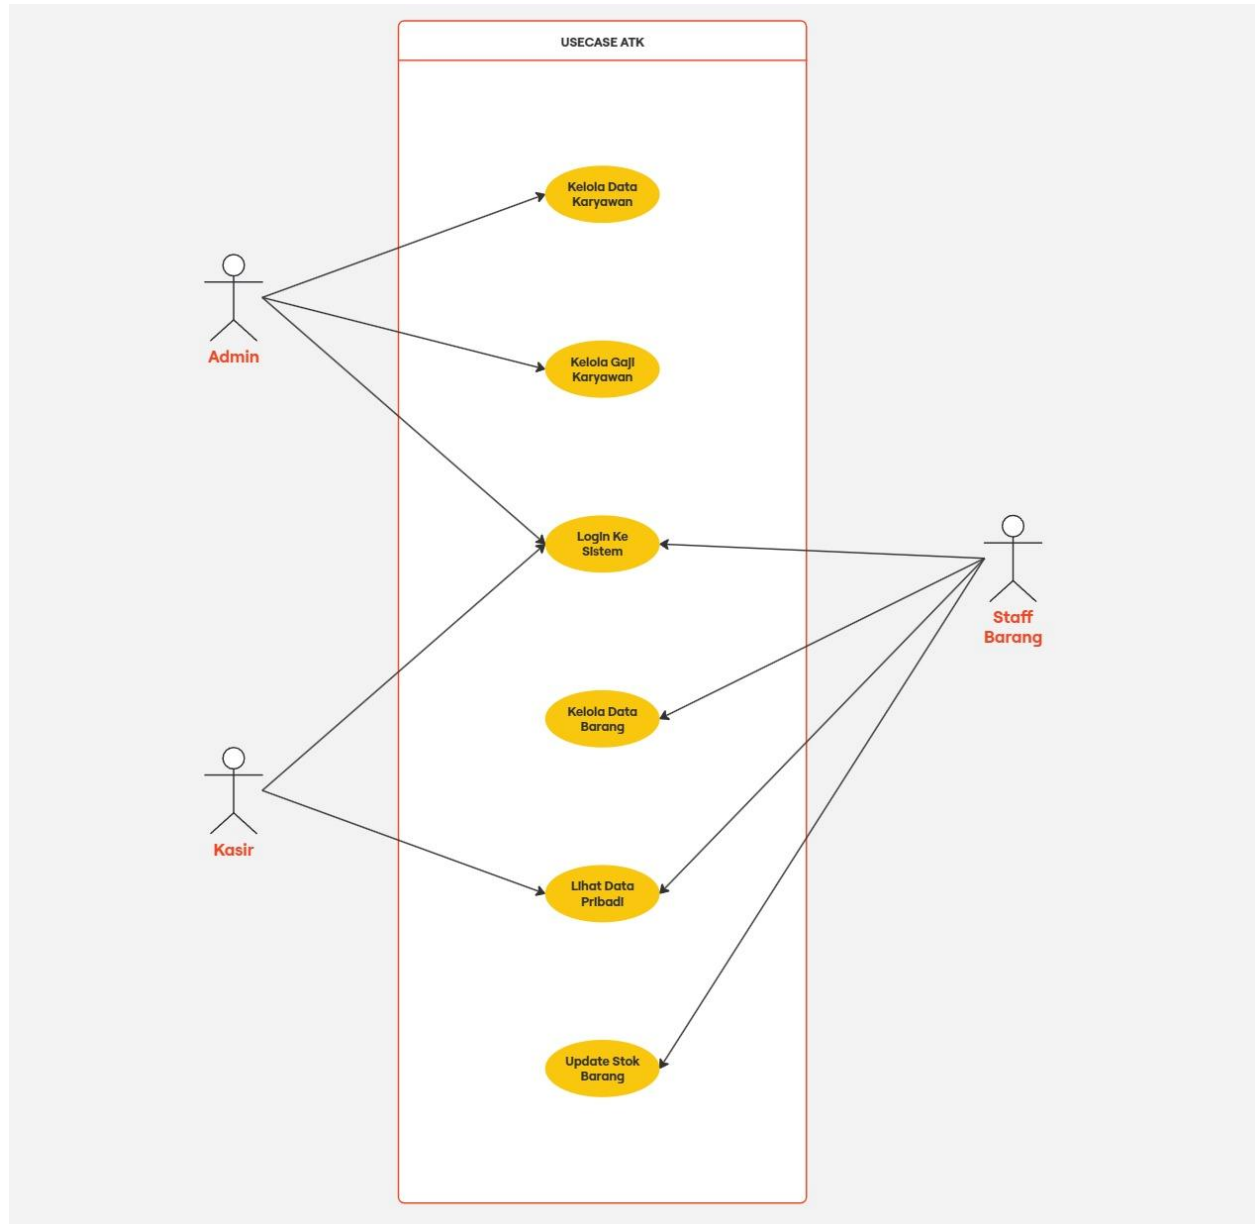 USECASE ATK
Kelola Data
Karyawan
Admin
Kelola Gaji
Karyawan
Login Ke
Sistem
Staff
Barang
Kelola Data
Barang
Kasir
Lihat Data
Pribadi
Update Stok
Barang